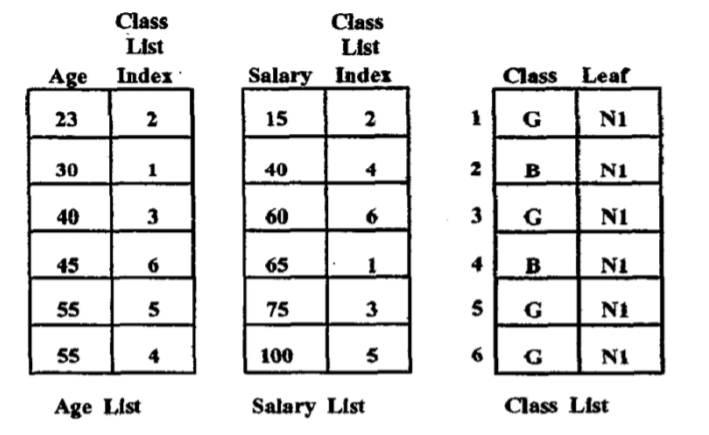 Class Class
List List
Age Index Salary Index Class Leaf
23 2 15 2 1 G N1
30 1 40 4 2 B N1
40 3 60 6 3 G N1
45 6 65 1 4 B N1
55 5 75 3 5 G N1
55 4 100 5 6 G N1
Age List Salary List Class List